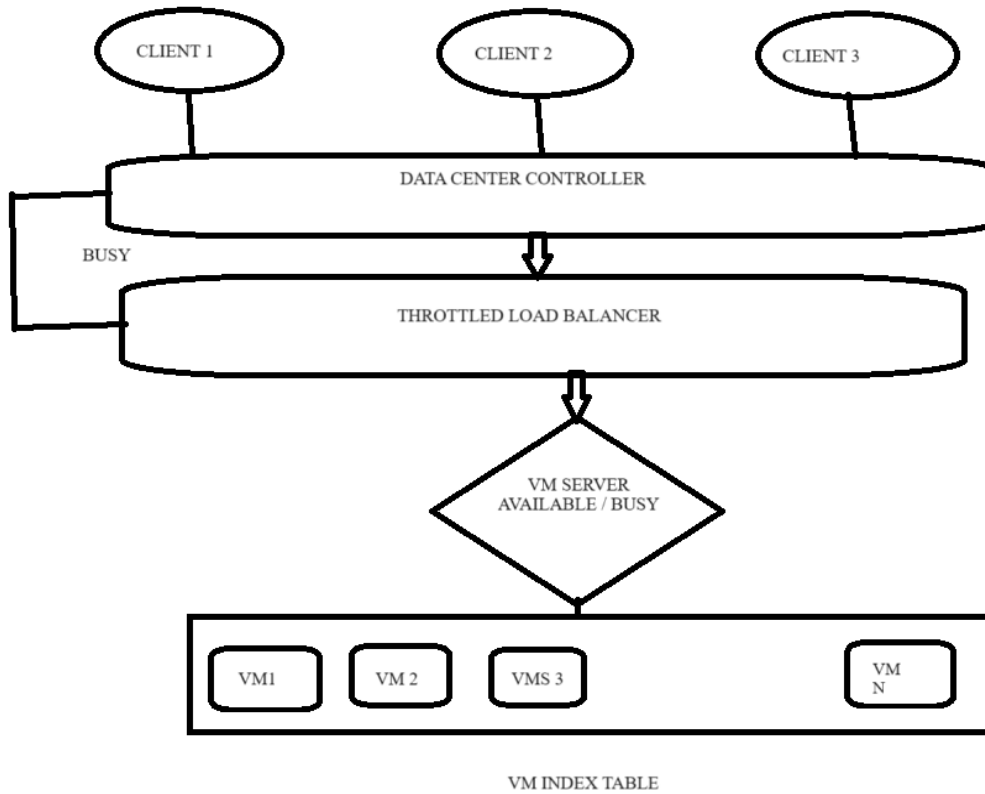 CLIENT 1
CLIENT 2
CLIENT 3
DATA CENTER CONTROLLER
BUSY
THROTTLED LOAD BALANCER
VM SERVER
AVAILABLE / BUSY
VM1
VM 2
VMS 3
VM
N
VM INDEX TABLE